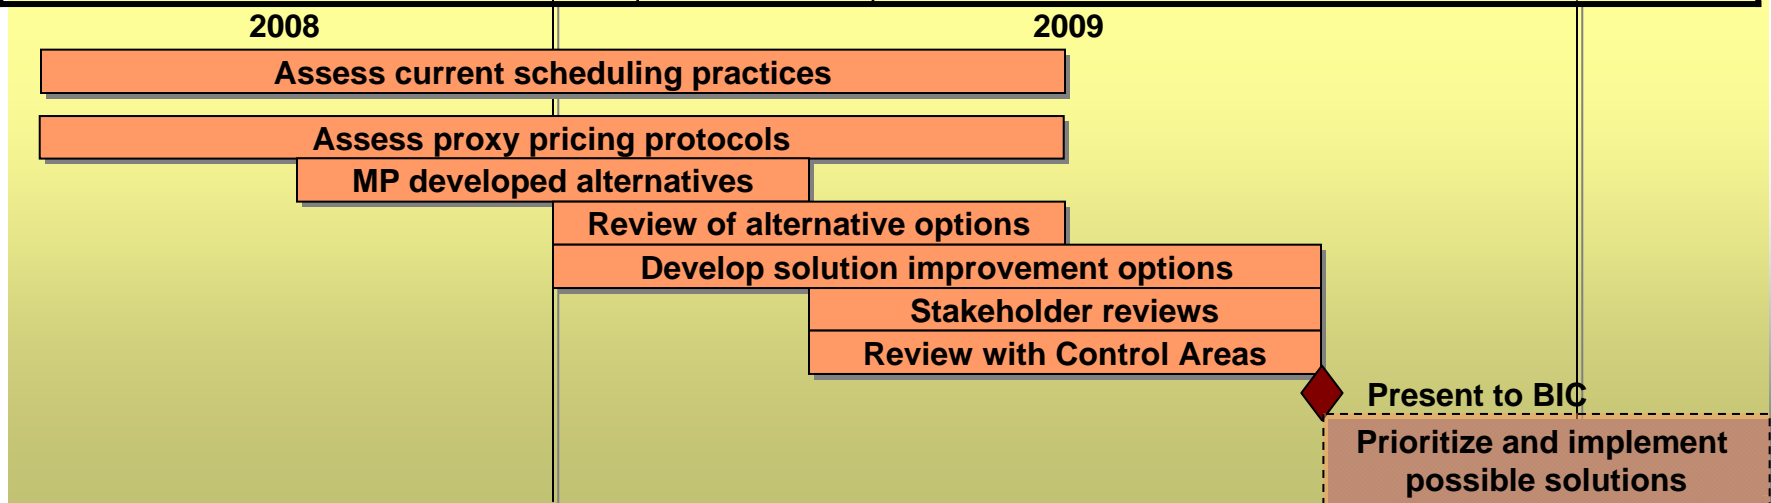 2008
2009
Assess current scheduling practices
Assess proxy pricing protocols
MP developed alternatives
Review of alternative options
Develop solution improvement options
Stakeholder reviews
Review with Control Areas
Present to BIC
Prioritize and implement
possible solutions